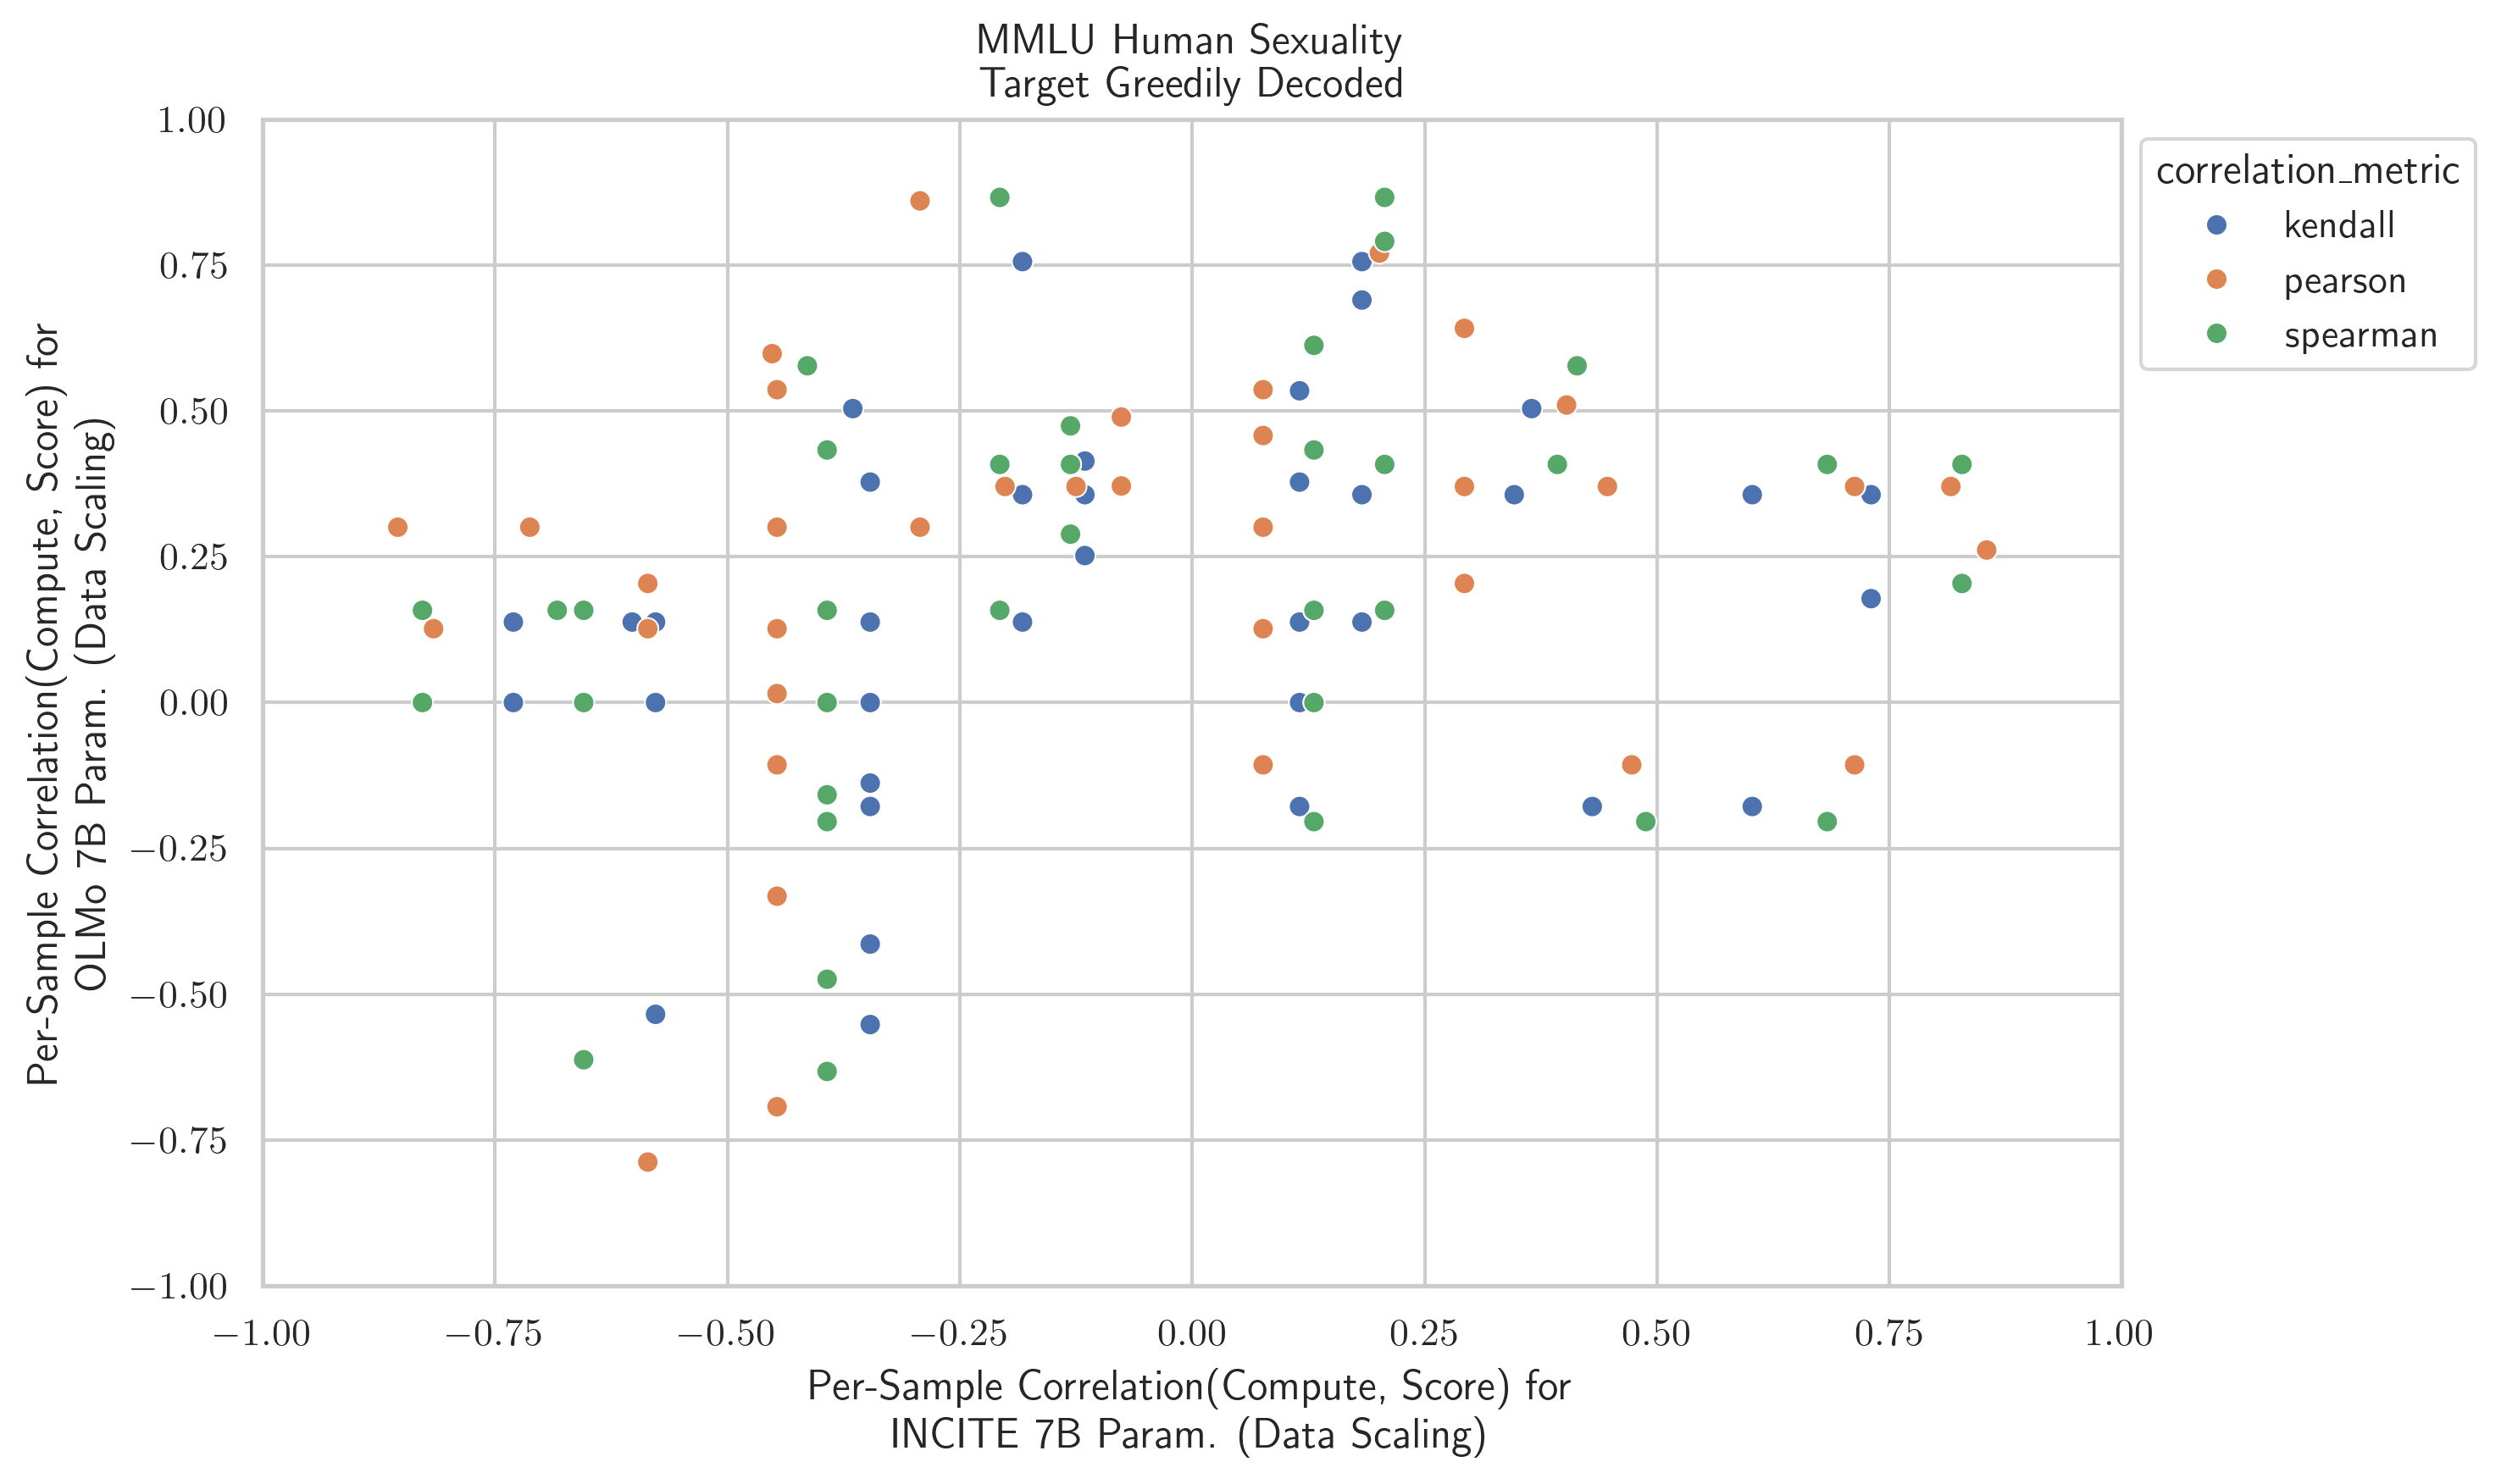 MMLU Human Sexuality
Target Greedily Decoded
1.00
0.75
0.50
0.25
0.00
−0.25
−0.50
−0.75
−1.00
−1.00
−0.75
−0.50
−0.25
0.00
0.25
0.50
0.75
1.00
Per-Sample Correlation(Compute, Score) for
OLMo 7B Param. (Data Scaling)
Per-Sample Correlation(Compute, Score) for
INCITE 7B Param. (Data Scaling)
correlation_metric
kendall
pearson
spearman